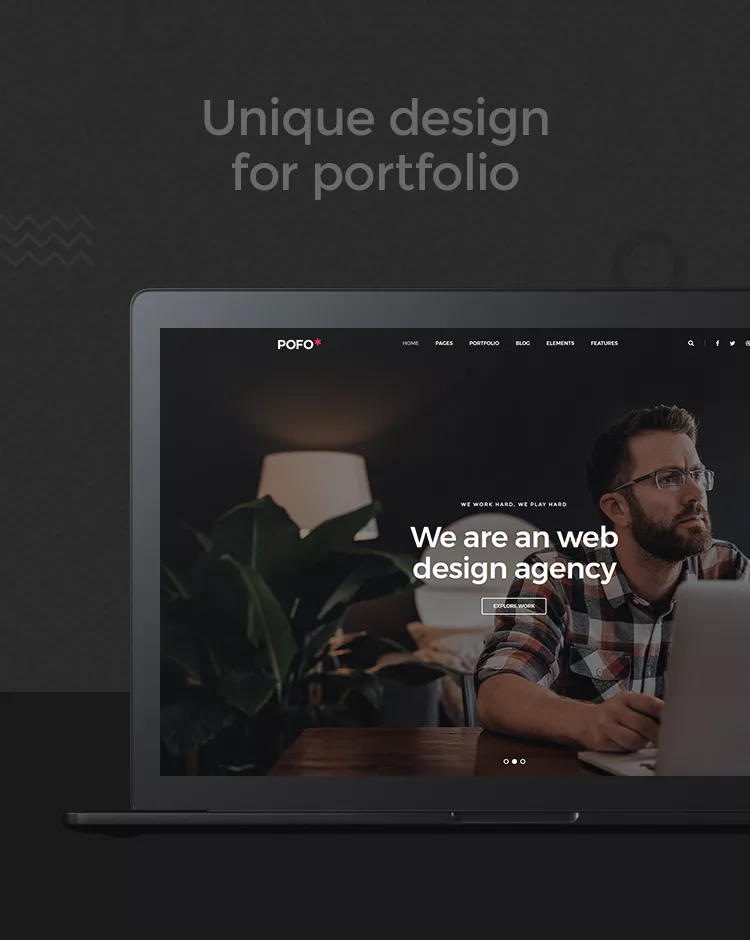 Unique design
for portfolio
POFO*
HOME PAGES PORTFOLIO BLOG ELEMENTS FEATURES
WE WORK HARD, WE PLAY HARD
We are an web
design agency
EXPLORE WORK